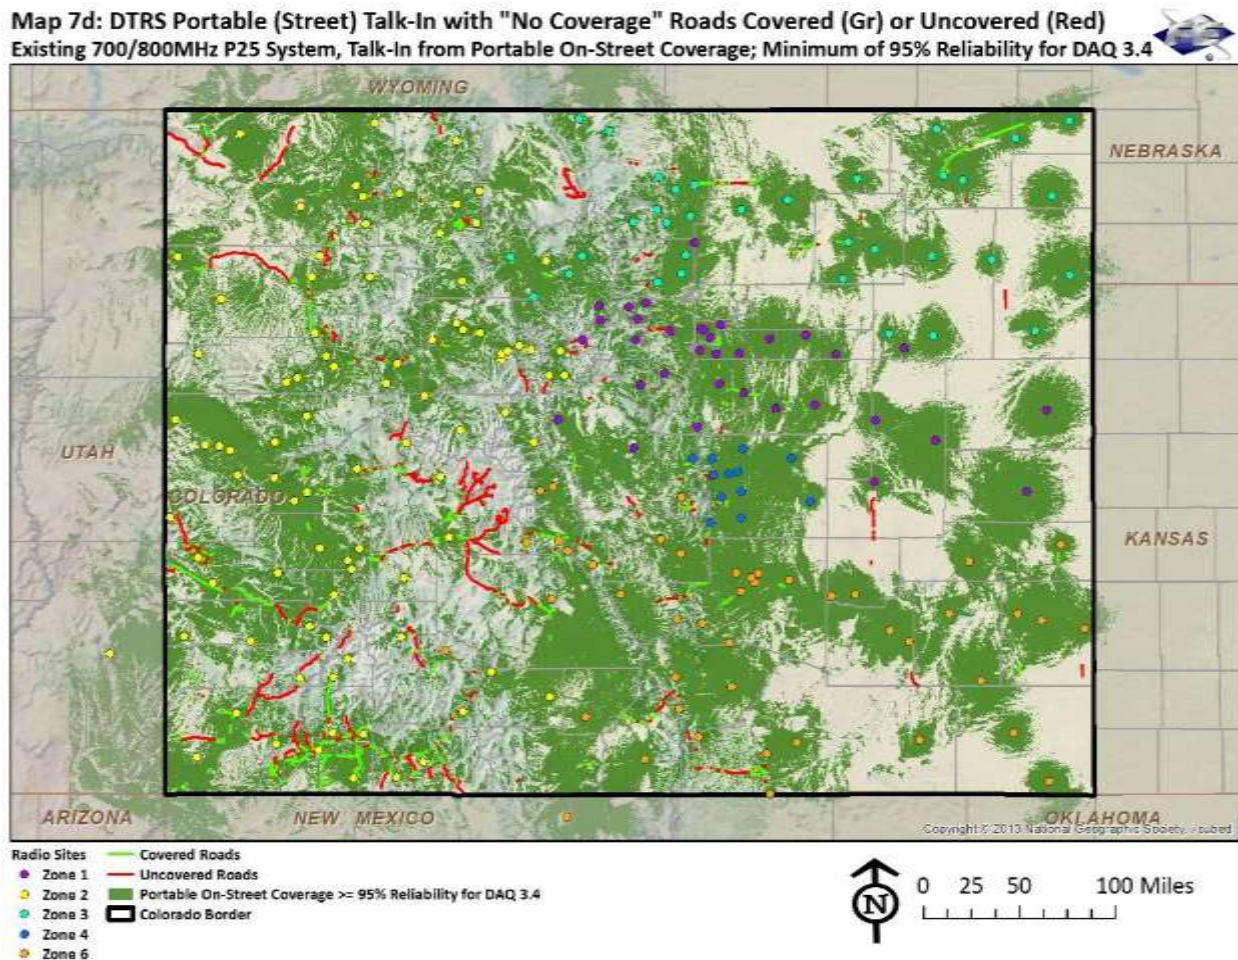 Map 7d: DTRS Portable (Street) Talk-In with "No Coverage" Roads Covered (Gr) or Uncovered (Red)
Existing 700/800MHz P25 System, Talk-In from Portable On-Street Coverage; Minimum of 95% Reliability for DAQ 3.4
WYOMING
NEBRASKA
UTAH
COLORADO
KANSAS
ARIZONA
NEW MEXICO
OKLAHOMA
Copyright:© 2013 National Geographic Society, i-cubed
Radio Sites
Zone 1
Zone 2
Zone 3
Zone 4
Zone 6
Covered Roads
Uncovered Roads
Portable On-Street Coverage >= 95% Reliability for DAQ 3.4
Colorado Border
N
0 25 50 100 Miles